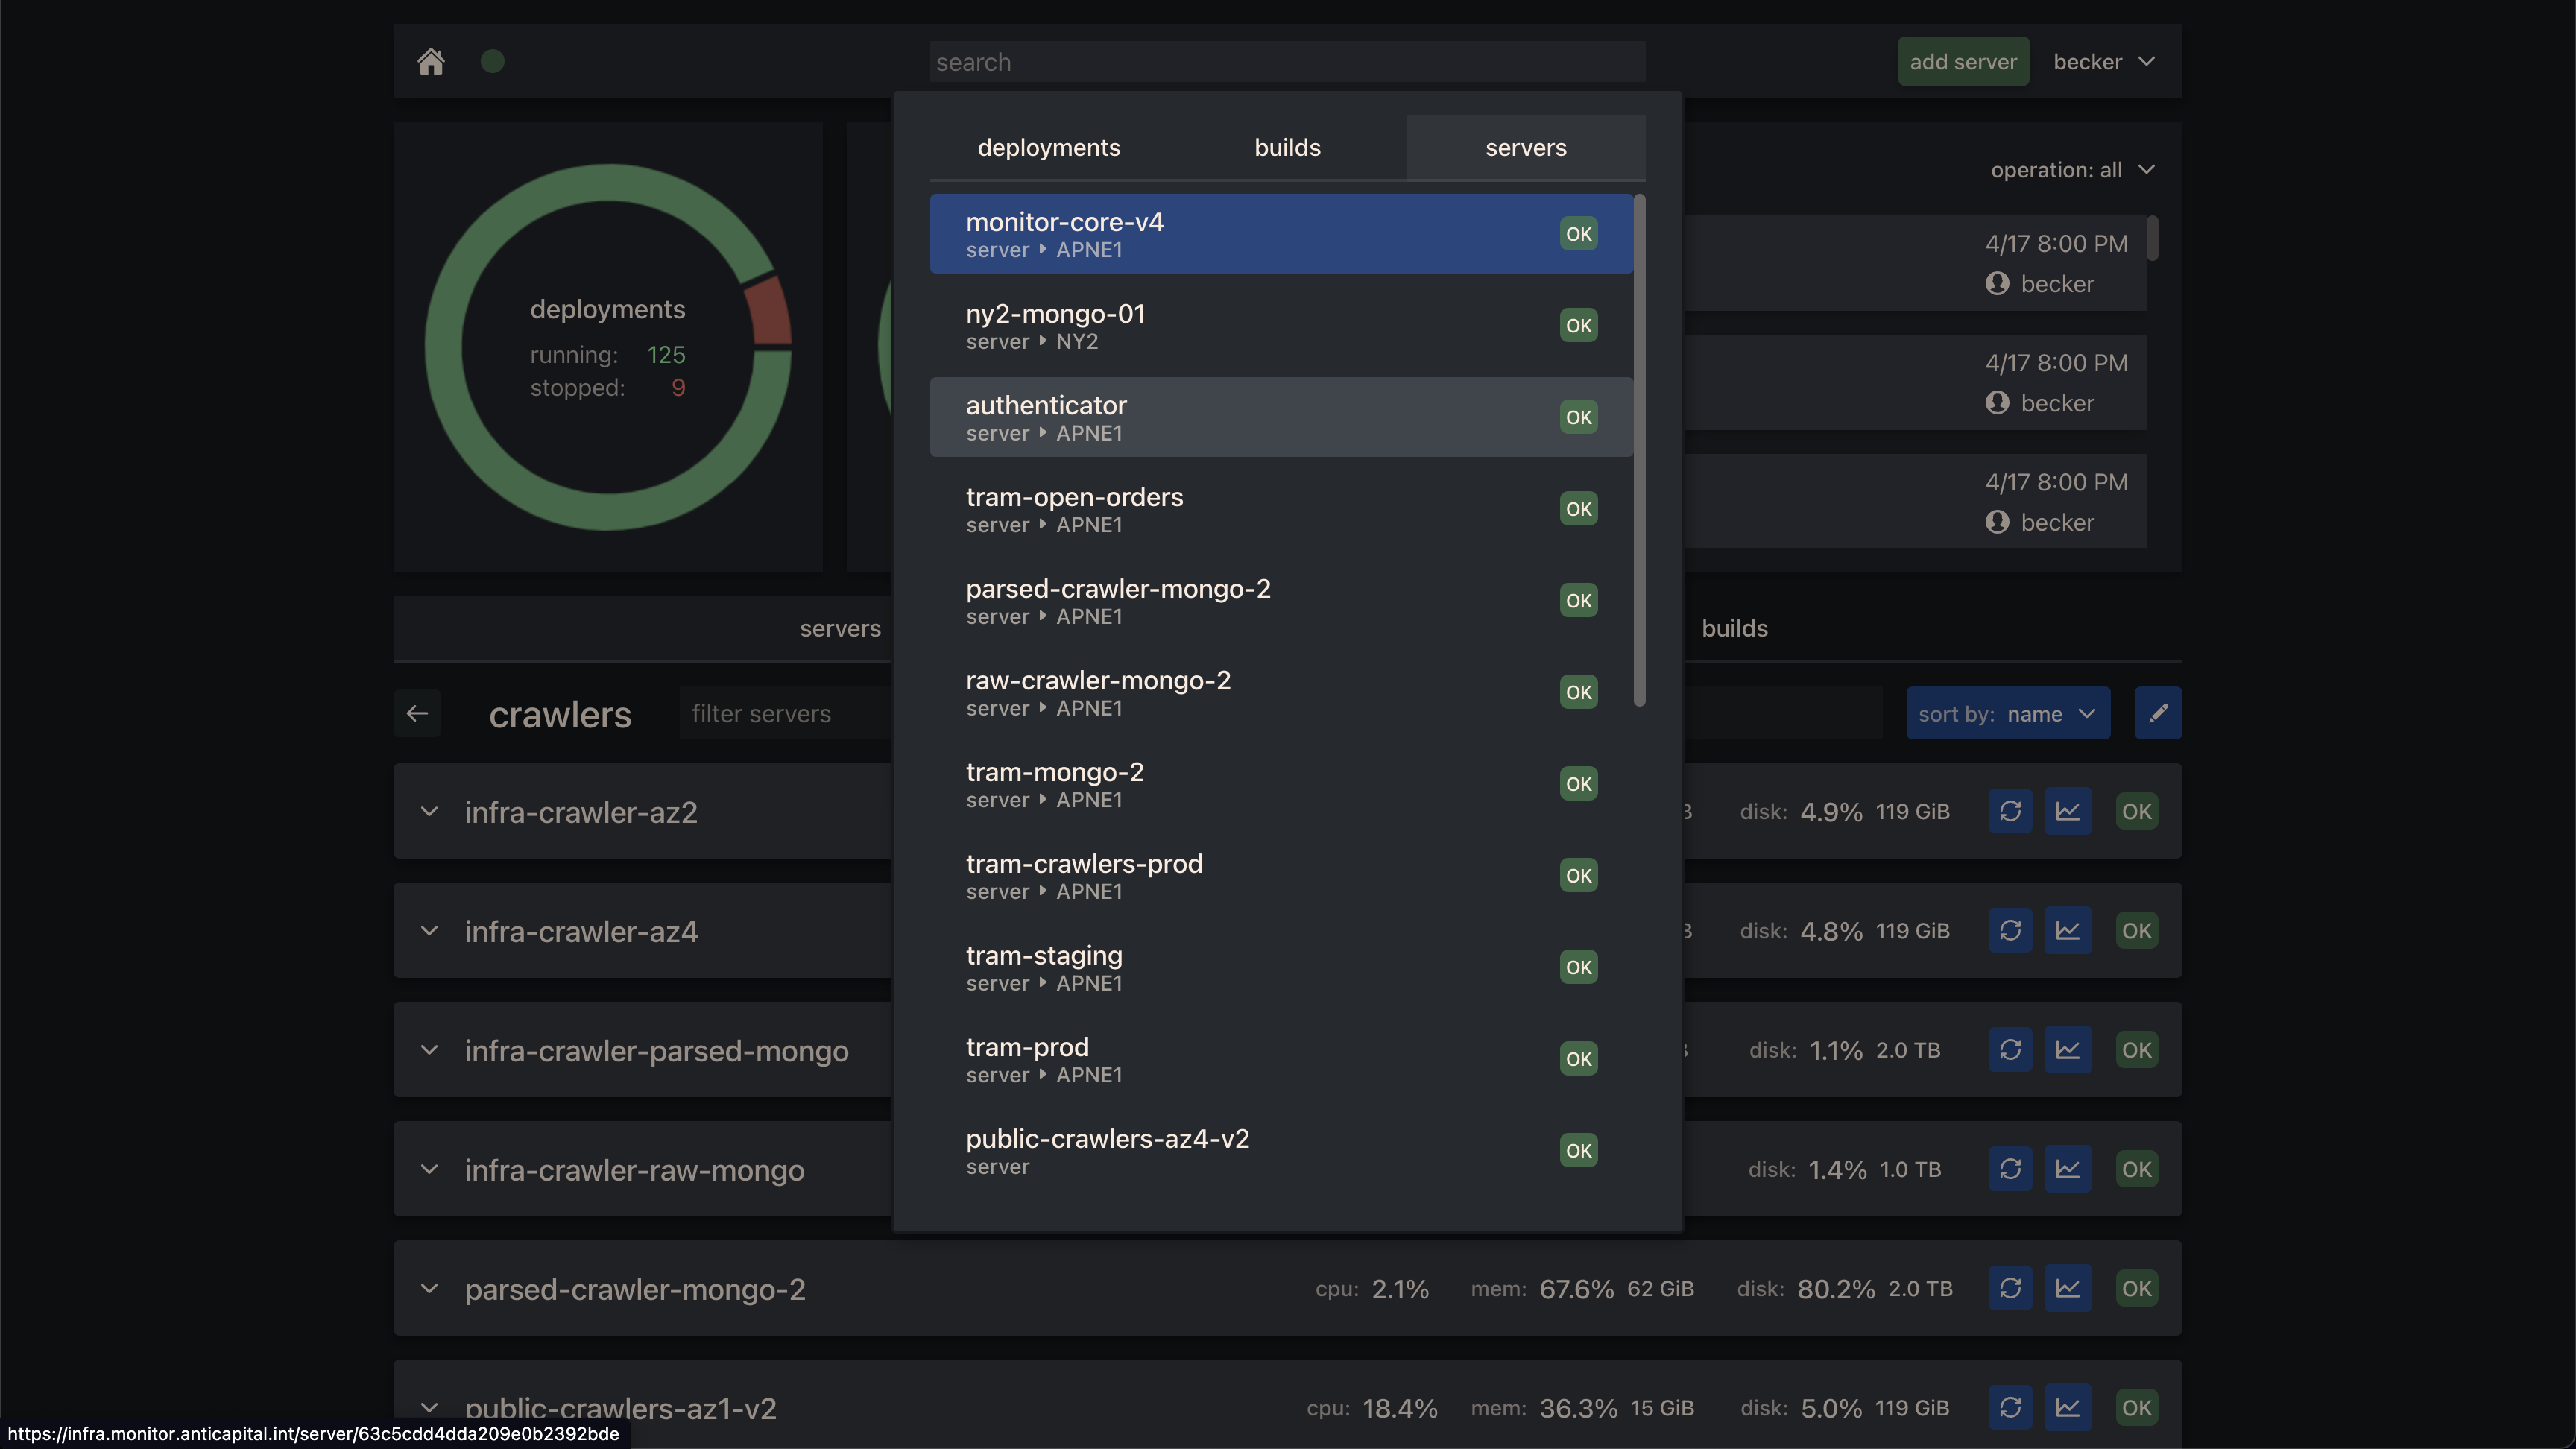 search
add server
becker
deployments
builds
servers
operation: all
monitor-core-v4
server ▸ APNE1
OK
ny2-mongo-01
server ▸ NY2
OK
authenticator
server ▸ APNE1
OK
tram-open-orders
server ▸ APNE1
OK
parsed-crawler-mongo-2
server ▸ APNE1
OK
raw-crawler-mongo-2
server ▸ APNE1
OK
tram-mongo-2
server ▸ APNE1
OK
tram-crawlers-prod
server ▸ APNE1
OK
tram-staging
server ▸ APNE1
OK
tram-prod
server ▸ APNE1
OK
public-crawlers-az4-v2
server
OK
deployments
running: 125
stopped: 9
4/17 8:00 PM
becker
4/17 8:00 PM
becker
4/17 8:00 PM
becker
servers
builds
crawlers
filter servers
sort by: name
infra-crawler-az2
disk: 4.9% 119 GiB
OK
infra-crawler-az4
disk: 4.8% 119 GiB
OK
infra-crawler-parsed-mongo
disk: 1.1% 2.0 TB
OK
infra-crawler-raw-mongo
disk: 1.4% 1.0 TB
OK
parsed-crawler-mongo-2
cpu: 2.1% mem: 67.6% 62 GiB disk: 80.2% 2.0 TB
OK
public-crawlers-az1-v2
cpu: 18.4% mem: 36.3% 15 GiB disk: 5.0% 119 GiB
OK
https://infra.monitor.anticapital.int/server/63c5cdd4dda209e0b2392bde